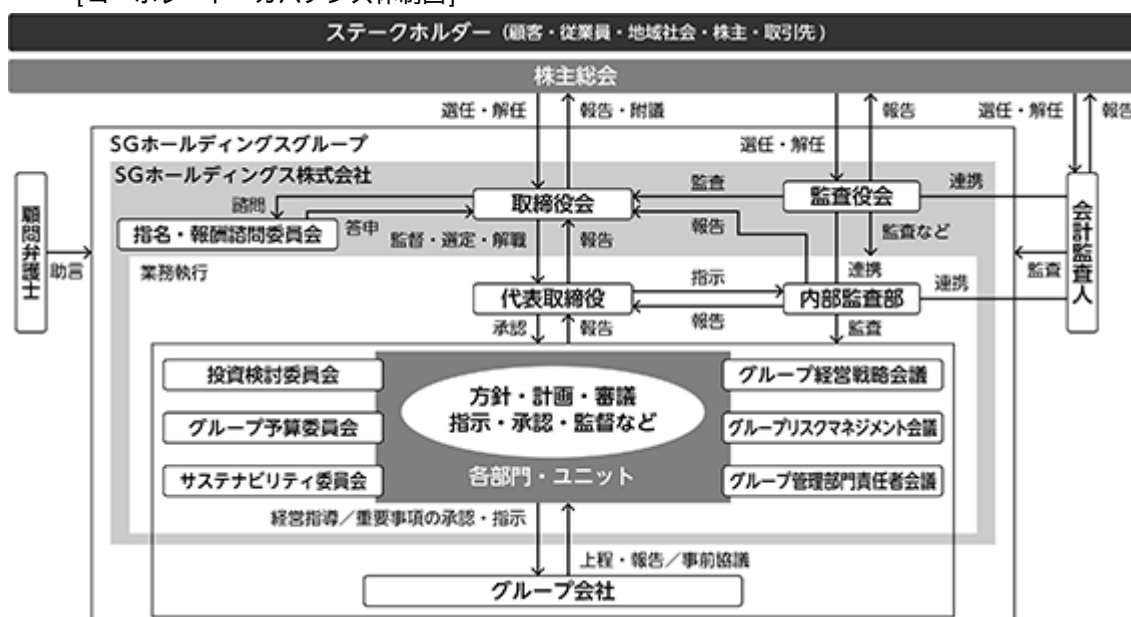 [コーポレート・ガバナンス体制図]
ステークホルダー（顧客・従業員・地域社会・株主・取引先）
株主総会
選任・解任
報告・附議
選任・解任
報告
選任・解任
報告
SGホールディングスグループ
SGホールディングス株式会社
取締役会
監査
監査役会
連携
諮問
指名・報酬諮問委員会
答申
監督・選定・解職
報告
報告
監査など
顧問弁護士
助言
会計監査人
監査
業務執行
代表取締役
指示
報告
連携
内部監査部
連携
承認
報告
監査
投資検討委員会
グループ予算委員会
サステナビリティ委員会
方針・計画・審議
指示・承認・監督など
各部門・ユニット
グループ経営戦略会議
グループリスクマネジメント会議
グループ管理部門責任者会議
経営指導／重要事項の承認・指示
上程・報告／事前協議
グループ会社